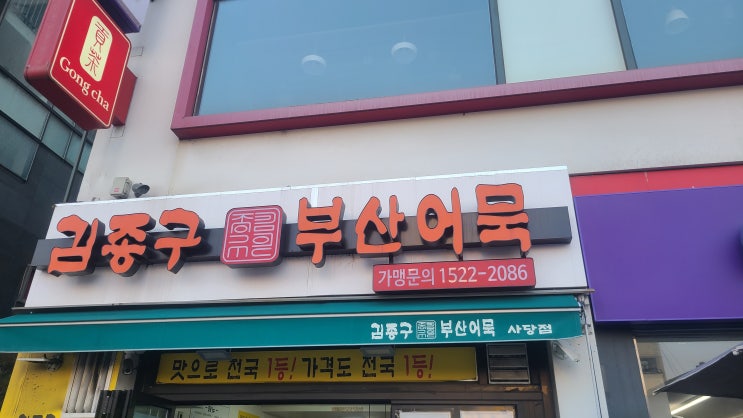 貢茶
Gong cha
김종구 부산어묵
가맹문의 1522-2086
김종구 부산어묵 사당점
맛으로 전국 1등! 가격도 전국 1등!